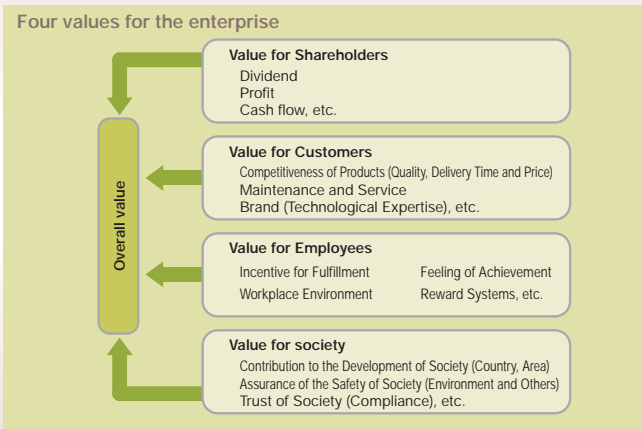 Four values for the enterprise
Value for Shareholders
Dividend
Profit
Cash flow, etc.
Overall value
Value for Customers
Competitiveness of Products (Quality, Delivery Time and Price)
Maintenance and Service
Brand (Technological Expertise), etc.
Value for Employees
Incentive for Fulfillment Feeling of Achievement
Workplace Environment Reward Systems, etc.
Value for society
Contribution to the Development of Society (Country, Area)
Assurance of the Safety of Society (Environment and Others)
Trust of Society (Compliance), etc.